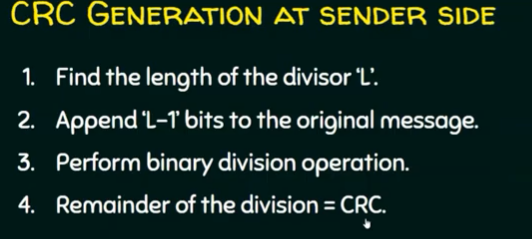 CRC GENERATION AT SENDER SIDE
1. Find the length of the divisor ‘L’.
2. Append ‘L-1’ bits to the original message.
3. Perform binary division operation.
4. Remainder of the division = CRC.